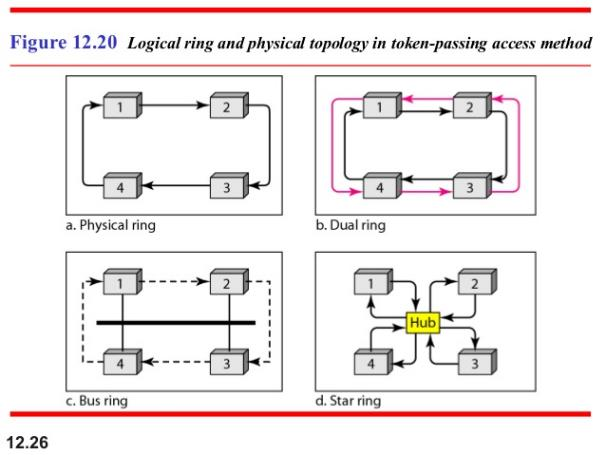 Figure 12.20 Logical ring and physical topology in token-passing access method
1 2
4 3
a. Physical ring
1 2
4 3
b. Dual ring
1 2
4 3
c. Bus ring
1 2
Hub
4 3
d. Star ring
12.26